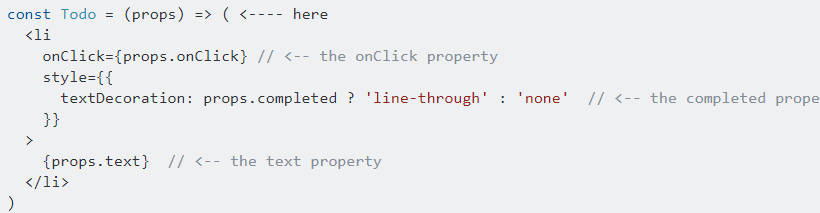 const Todo = (props) => ( <---- here
  <li
    onClick={props.onClick} // <-- the onClick property
    style={{
      textDecoration: props.completed ? 'line-through' : 'none'  // <-- the completed prope
    }}
  >
    {props.text}  // <-- the text property
  </li>
)